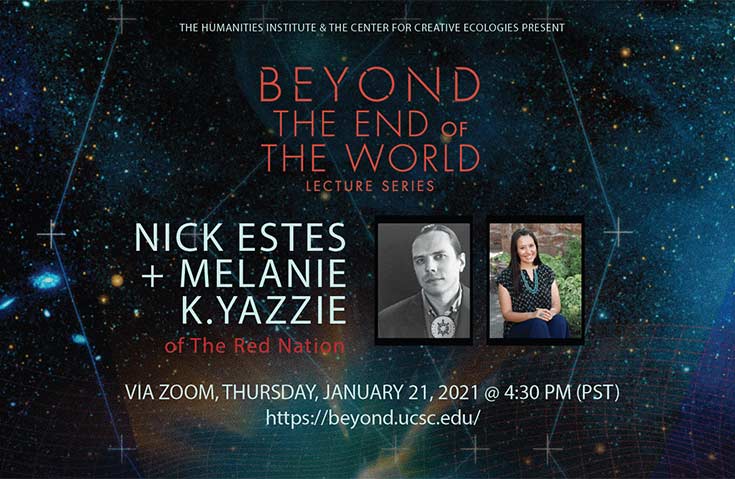 THE HUMANITIES INSTITUTE & THE CENTER FOR CREATIVE ECOLOGIES PRESENT
BEYOND
THE END OF
THE WORLD
LECTURE SERIES
NICK ESTES
+ MELANIE
K.YAZZIE
of The Red Nation
VIA ZOOM, THURSDAY, JANUARY 21, 2021 @ 4:30 PM (PST)
https://beyond.ucsc.edu/